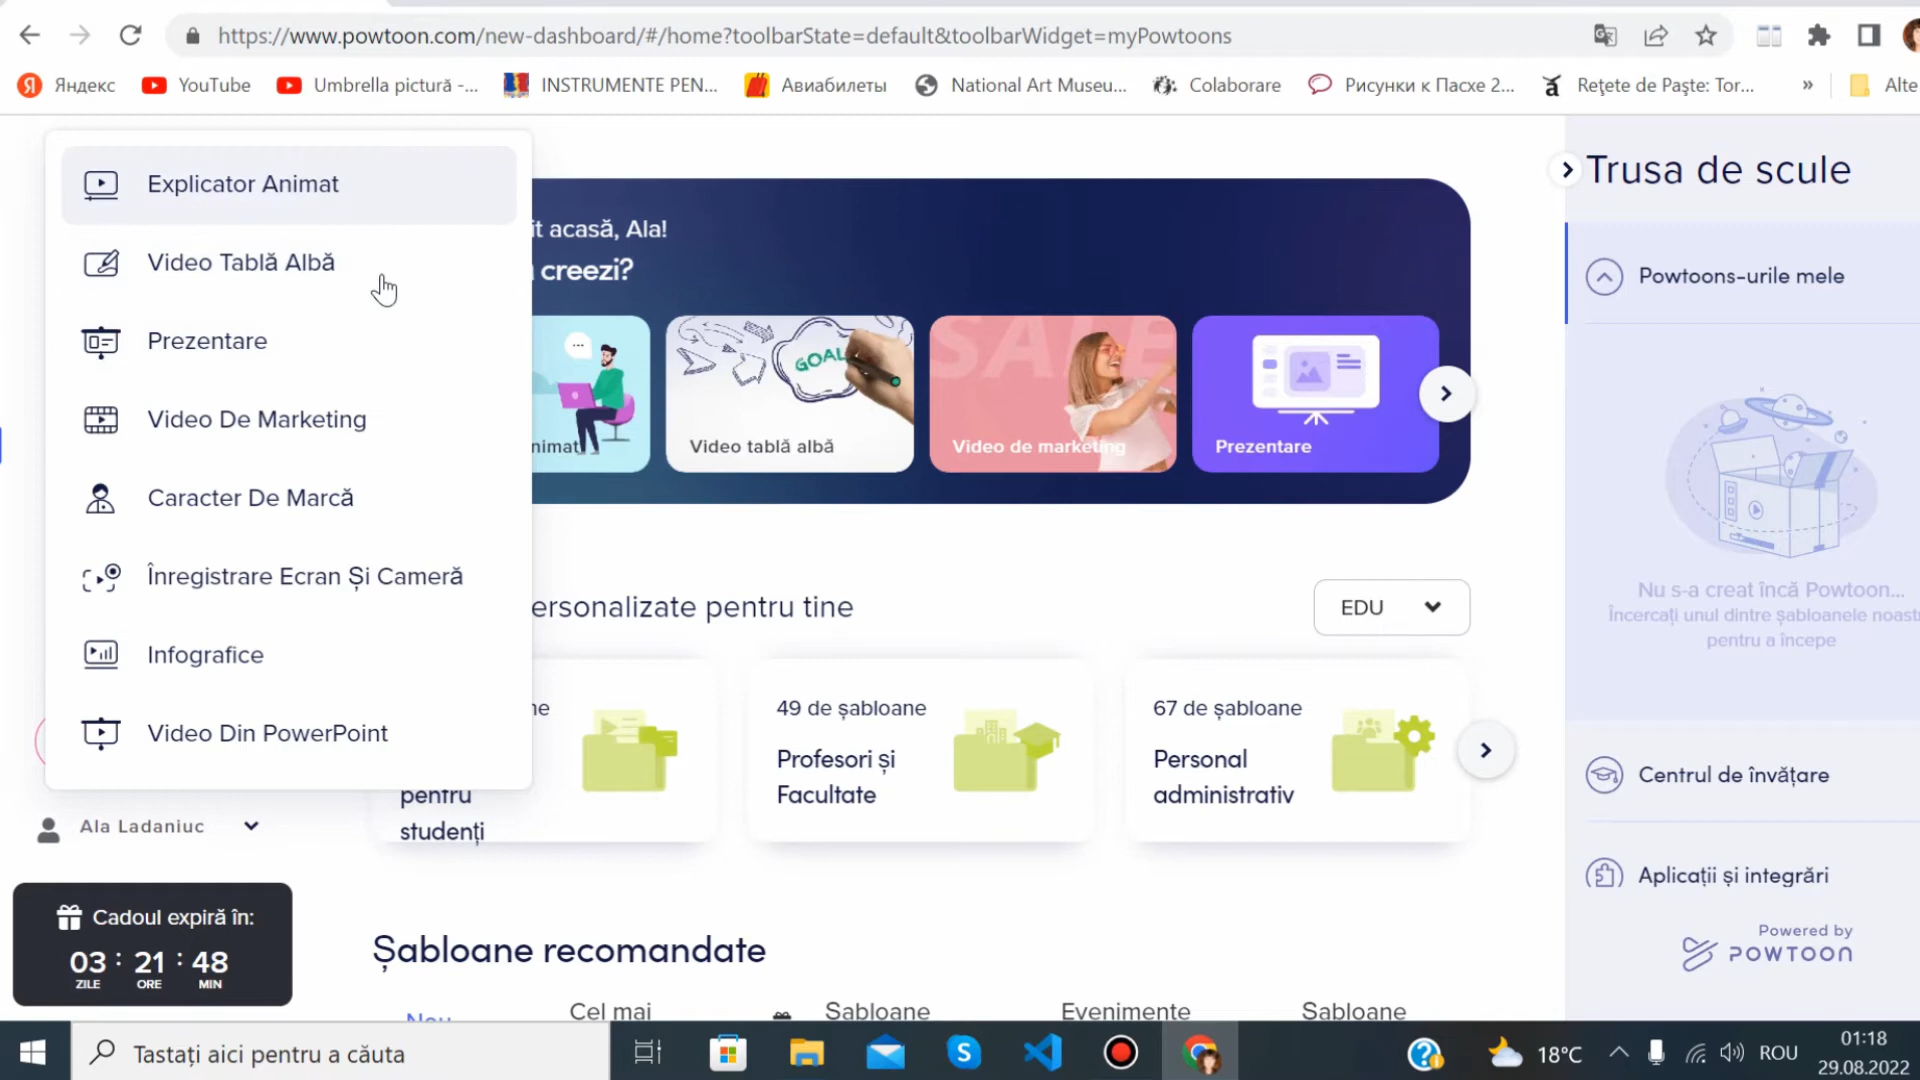 https://www.powtoon.com/new-dashboard/#/home?toolbarState=default&toolbarWidget=myPowtoons
Яндекс
YouTube
Umbrella pictură -...
INSTRUMENTE PEN...
Авиабилеты
National Art Museu...
Colaborare
Рисунки к Пасхе 2...
Rețete de Paşte: Tor...
»
Alte
Explicator Animat
Video Tablă Albă
Prezentare
Video De Marketing
Caracter De Marcă
Înregistrare Ecran Și Cameră
Infografice
Video Din PowerPoint
it acasă, Ala!
creezi?
nimat
GOAL
Video tablă albă
SALE
Video de marketing
Prezentare
ersonalizate pentru tine
EDU
ne
pentru
studenți
49 de șabloane
Profesori și
Facultate
67 de șabloane
Personal
administrativ
Ala Ladaniuc
Cadoul expiră în:
03 : 21 : 48
ZILE ORE MIN
Șabloane recomandate
Nou
Cel mai
Sabloane
Evenimente
Sabloane
Trusa de scule
Powtoons-urile mele
Nu s-a creat încă Powtoon...
Încercați unul dintre șabloanele noast
pentru a începe
Centrul de învățare
Aplicații și integrări
Powered by
POWTOON
Tastați aici pentru a căuta
18°C
ROU
01:18
29.08.2022